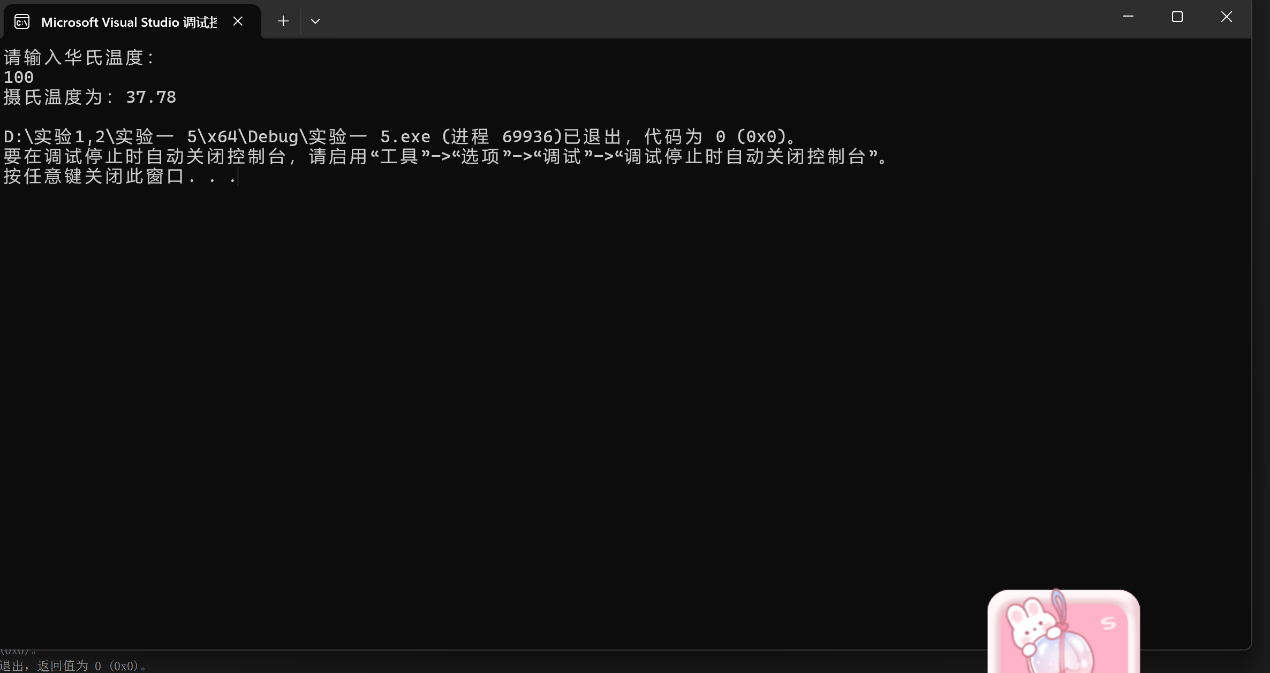 Microsoft Visual Studio 调试
请输入华氏温度：
100
摄氏温度为：37.78
D:\实验1,2\实验一 5\x64\Debug\实验一 5.exe (进程 69936)已退出，代码为 0 (0x0)。
要在调试停止时自动关闭控制台，请启用“工具”->“选项”->“调试”->“调试停止时自动关闭控制台”。
按任意键关闭此窗口. . .
(0x0)。
退出，返回值为 0 (0x0)。